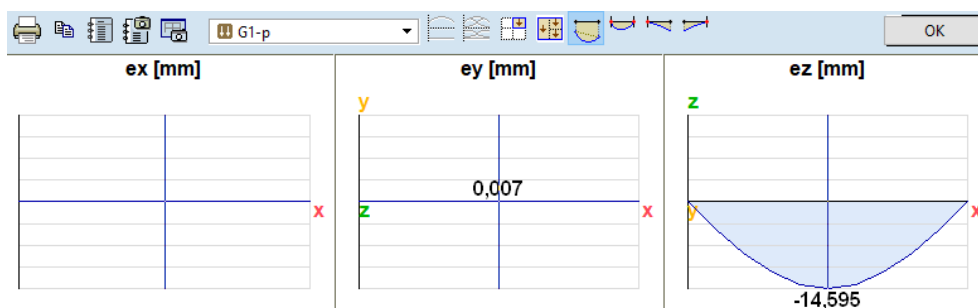 G1-p
OK
ex [mm]
ey [mm]
ez [mm]
y
z
0,007
x
z
x
y
x
-14,595